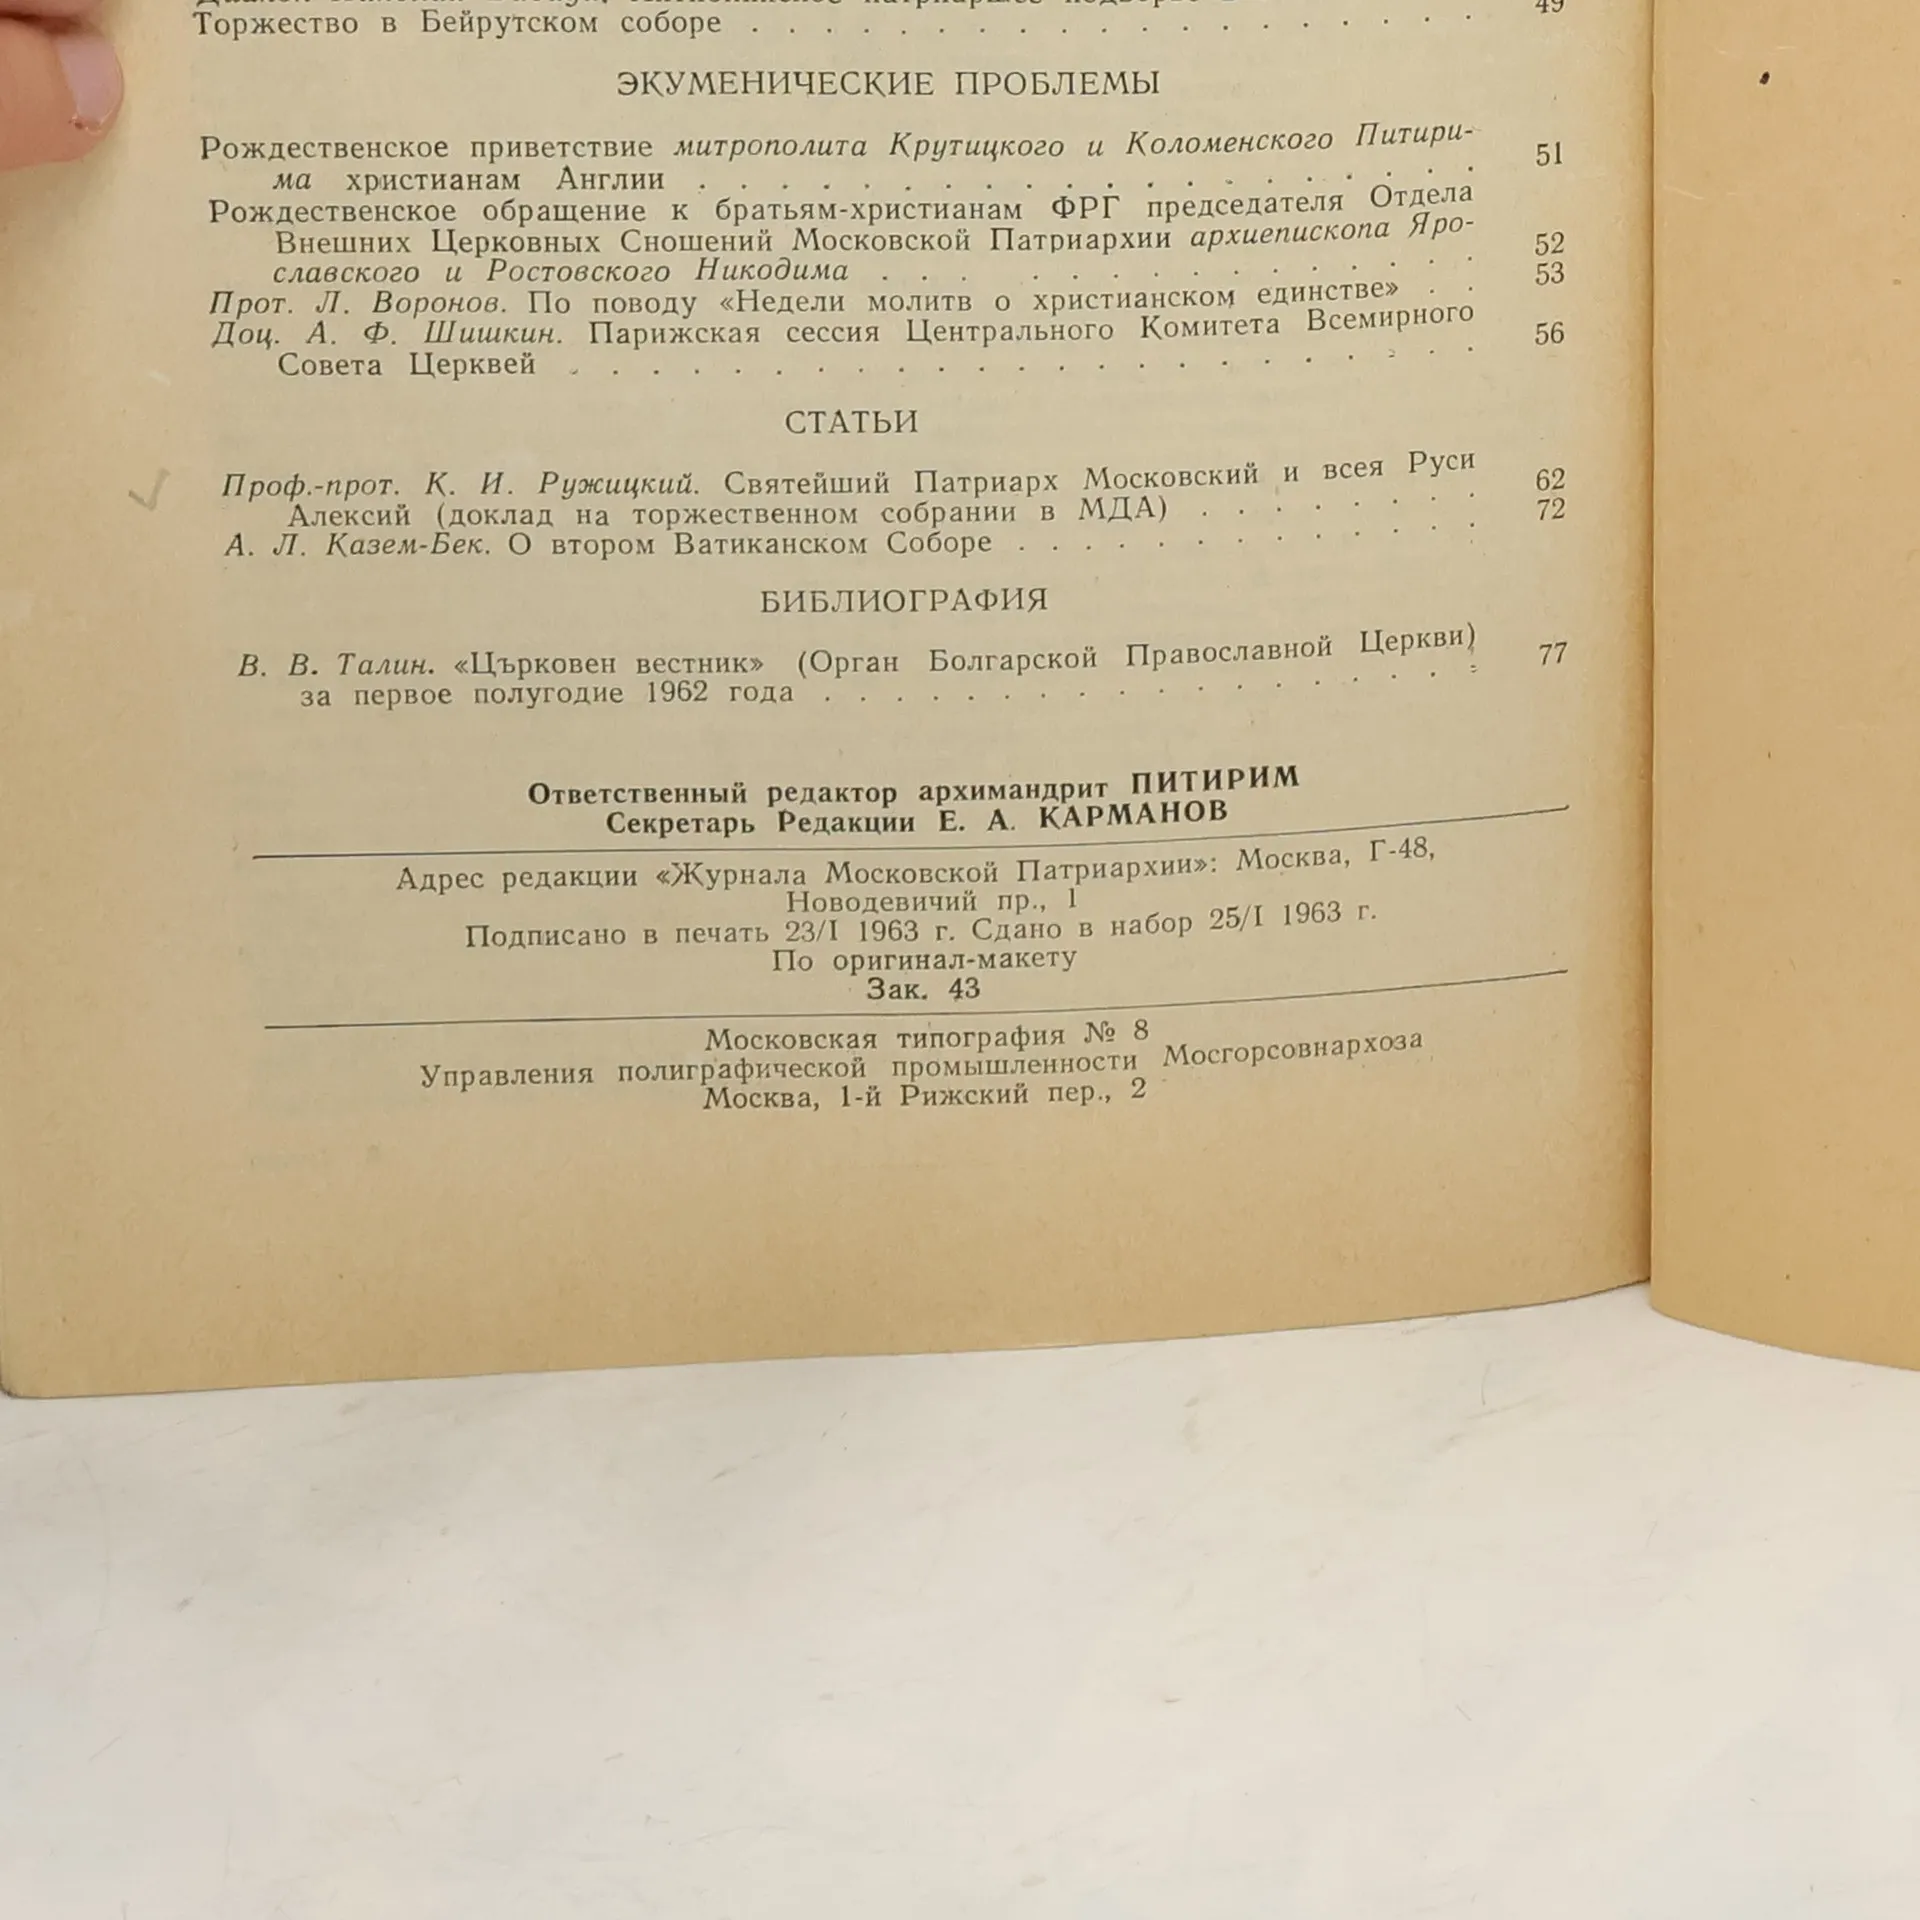 Торжество в Бейрутском соборе . . . . . . . . . . . . . . . . . . 49
ЭКУМЕНИЧЕСКИЕ ПРОБЛЕМЫ
Рождественское приветствие митрополита Крутицкого и Коломенского Питири-
ма христианам Англии . . . . . . . . . . . . . . . . . . . 51
Рождественское обращение к братьям-христианам ФРГ председателя Отдела
Внешних Церковных Сношений Московской Патриархии архиепископа Яро-
славского и Ростовского Никодима . . . . . . . . . . . . . . 52
Прот. Л. Воронов. По поводу «Недели молитв о христианском единстве» . . 53
Доц. А. Ф. Шишкин. Парижская сессия Центрального Комитета Всемирного
Совета Церквей . . . . . . . . . . . . . . . . . . . . . . 56
СТАТЬИ
Проф.-прот. К. И. Ружицкий. Святейший Патриарх Московский и всея Руси
Алексий (доклад на торжественном собрании в МДА) . . . . . . . . 62
А. Л. Казем-Бек. О втором Ватиканском Соборе . . . . . . . . . . . . . 72
БИБЛИОГРАФИЯ
В. В. Талин. «Църковен вестник» (Орган Болгарской Православной Церкви)
за первое полугодие 1962 года . . . . . . . . . . . . . . . . . . 77
Ответственный редактор архимандрит ПИТИРИМ
Секретарь Редакции Е. А. КАРМАНОВ
Адрес редакции «Журнала Московской Патриархии»: Москва, Г-48,
Новодевичий пр., 1
Подписано в печать 23/I 1963 г. Сдано в набор 25/I 1963 г.
По оригинал-макету
Зак. 43
Московская типография № 8
Управления полиграфической промышленности Мосгорсовнархоза
Москва, 1-й Рижский пер., 2